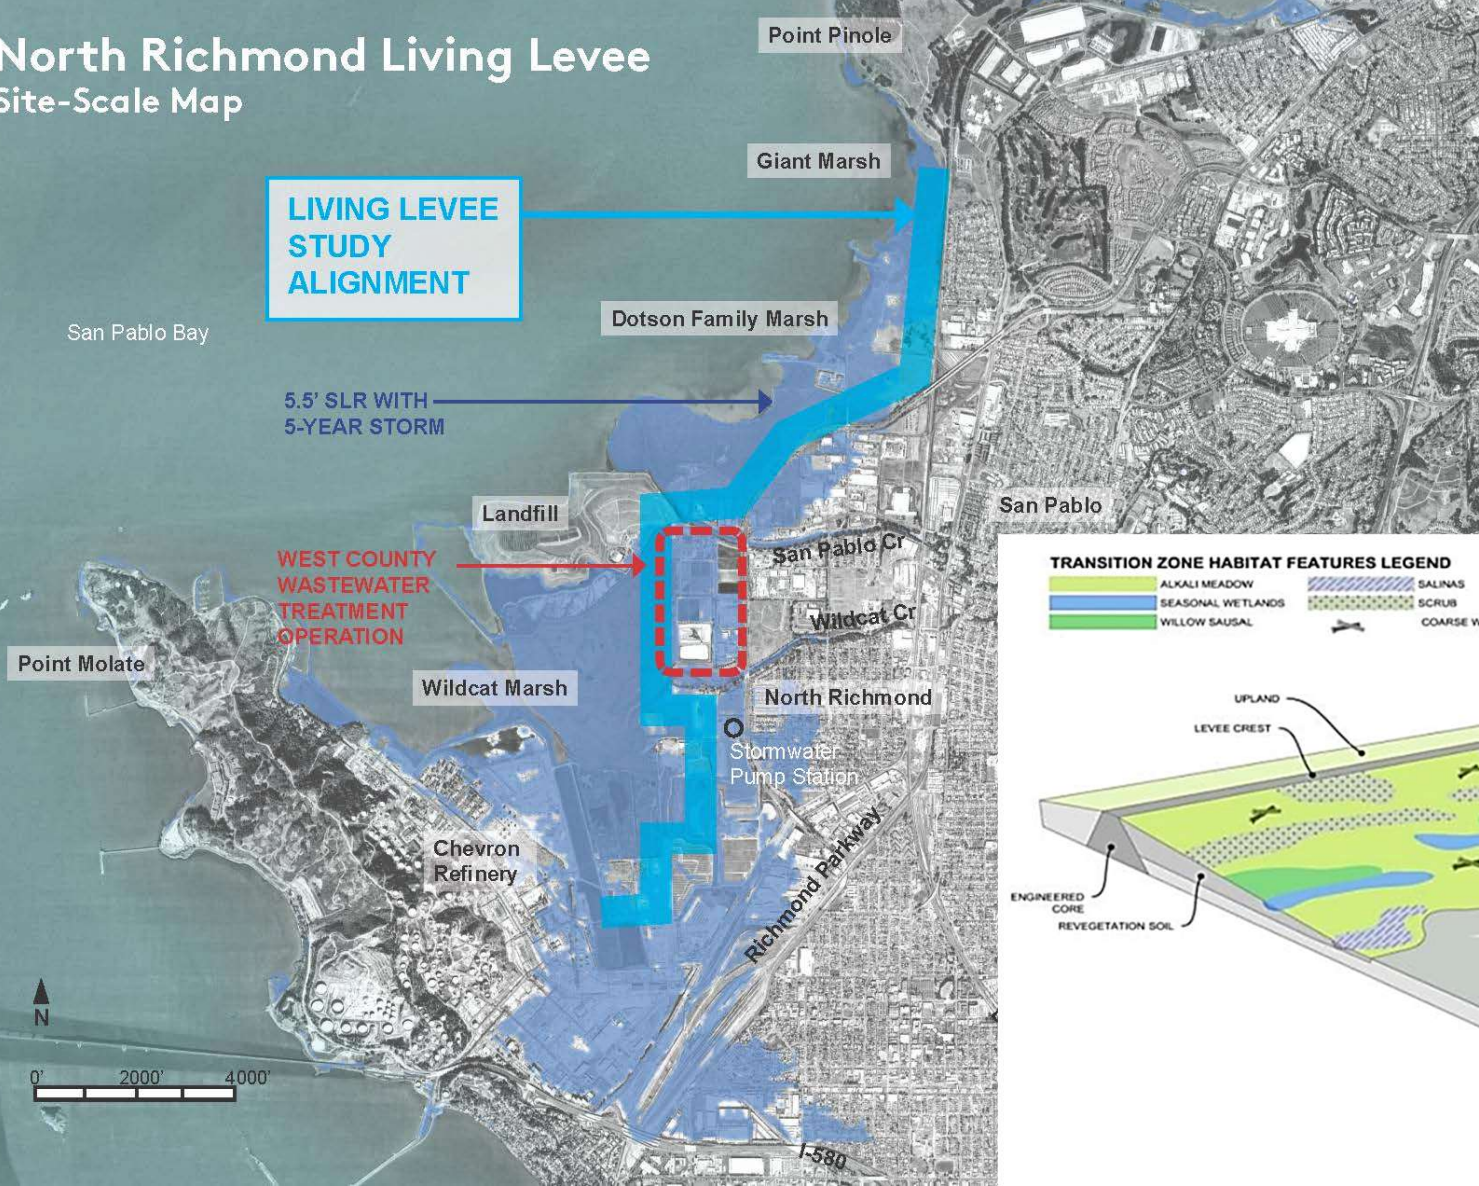 North Richmond Living Levee
Site-Scale Map
Point Pinole
Giant Marsh
LIVING LEVEE
STUDY
ALIGNMENT
Dotson Family Marsh
San Pablo Bay
5.5' SLR WITH
5-YEAR STORM
Landfill
San Pablo
WEST COUNTY
WASTEWATER
TREATMENT
OPERATION
San Pablo Cr
Wildcat Cr
Point Molate
Wildcat Marsh
North Richmond
Stormwater
Pump Station
Chevron
Refinery
Richmond Parkway
I-580
N
0' 2000' 4000'
TRANSITION ZONE HABITAT FEATURES LEGEND
ALKALI MEADOW
SEASONAL WETLANDS
WILLOW SAUSAL
SALINAS
SCRUB
COARSE W
UPLAND
LEVEE CREST
ENGINEERED
CORE
REVEGETATION SOIL